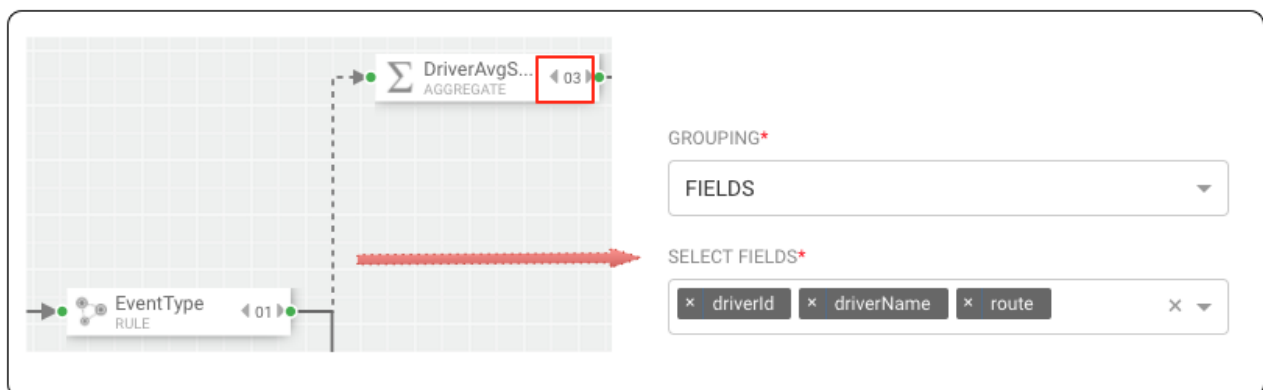 DriverAvgS...
AGGREGATE
03
EventType
RULE
01
GROUPING*
FIELDS
SELECT FIELDS*
× driverId × driverName × route ×